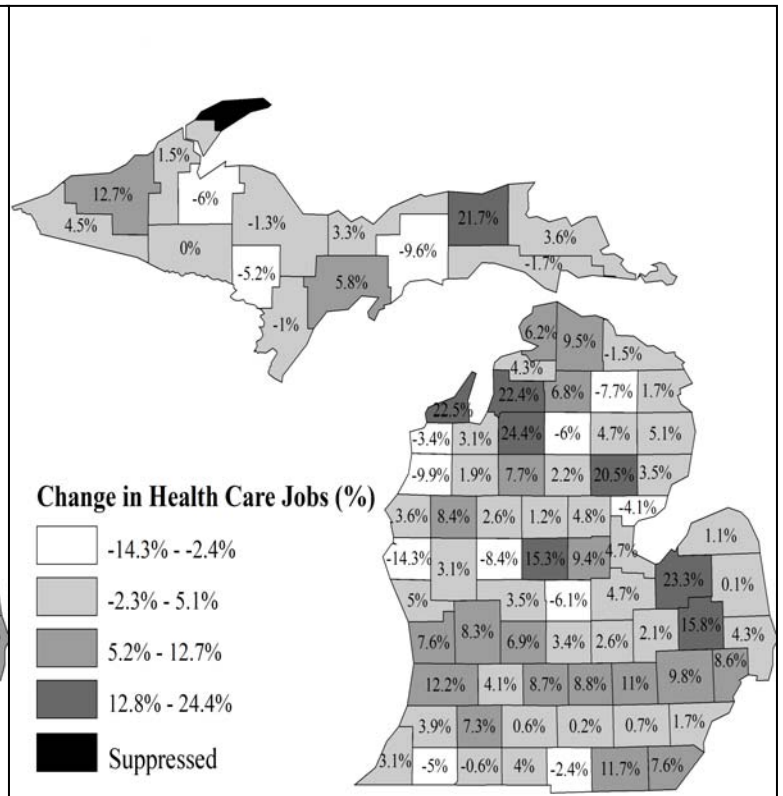 1.5%
12.7%
-6%
4.5%
0%
-1.3%
-5.2%
3.3%
5.8%
-1%
-9.6%
21.7%
3.6%
-1.7%
6.2% 9.5%
-1.5%
4.3%
22.4% 6.8% -7.7% 1.7%
22.5%
-3.4% 3.1% 24.4% -6% 4.7% 5.1%
-9.9% 1.9% 7.7% 2.2% 20.5% 3.5%
-4.1%
3.6% 8.4% 2.6% 1.2% 4.8%
1.1%
-14.3% 3.1% -8.4% 15.3% 9.4% 4.7%
23.3% 0.1%
5% 3.5% -6.1% 4.7%
15.8%
7.6% 8.3% 6.9% 3.4% 2.6% 2.1% 4.3%
8.6%
12.2% 4.1% 8.7% 8.8% 11% 9.8%
3.9% 7.3% 0.6% 0.2% 0.7% 1.7%
3.1% -5% -0.6% 4% -2.4% 11.7% 7.6%
Change in Health Care Jobs (%)
-14.3% - -2.4%
-2.3% - 5.1%
5.2% - 12.7%
12.8% - 24.4%
Suppressed